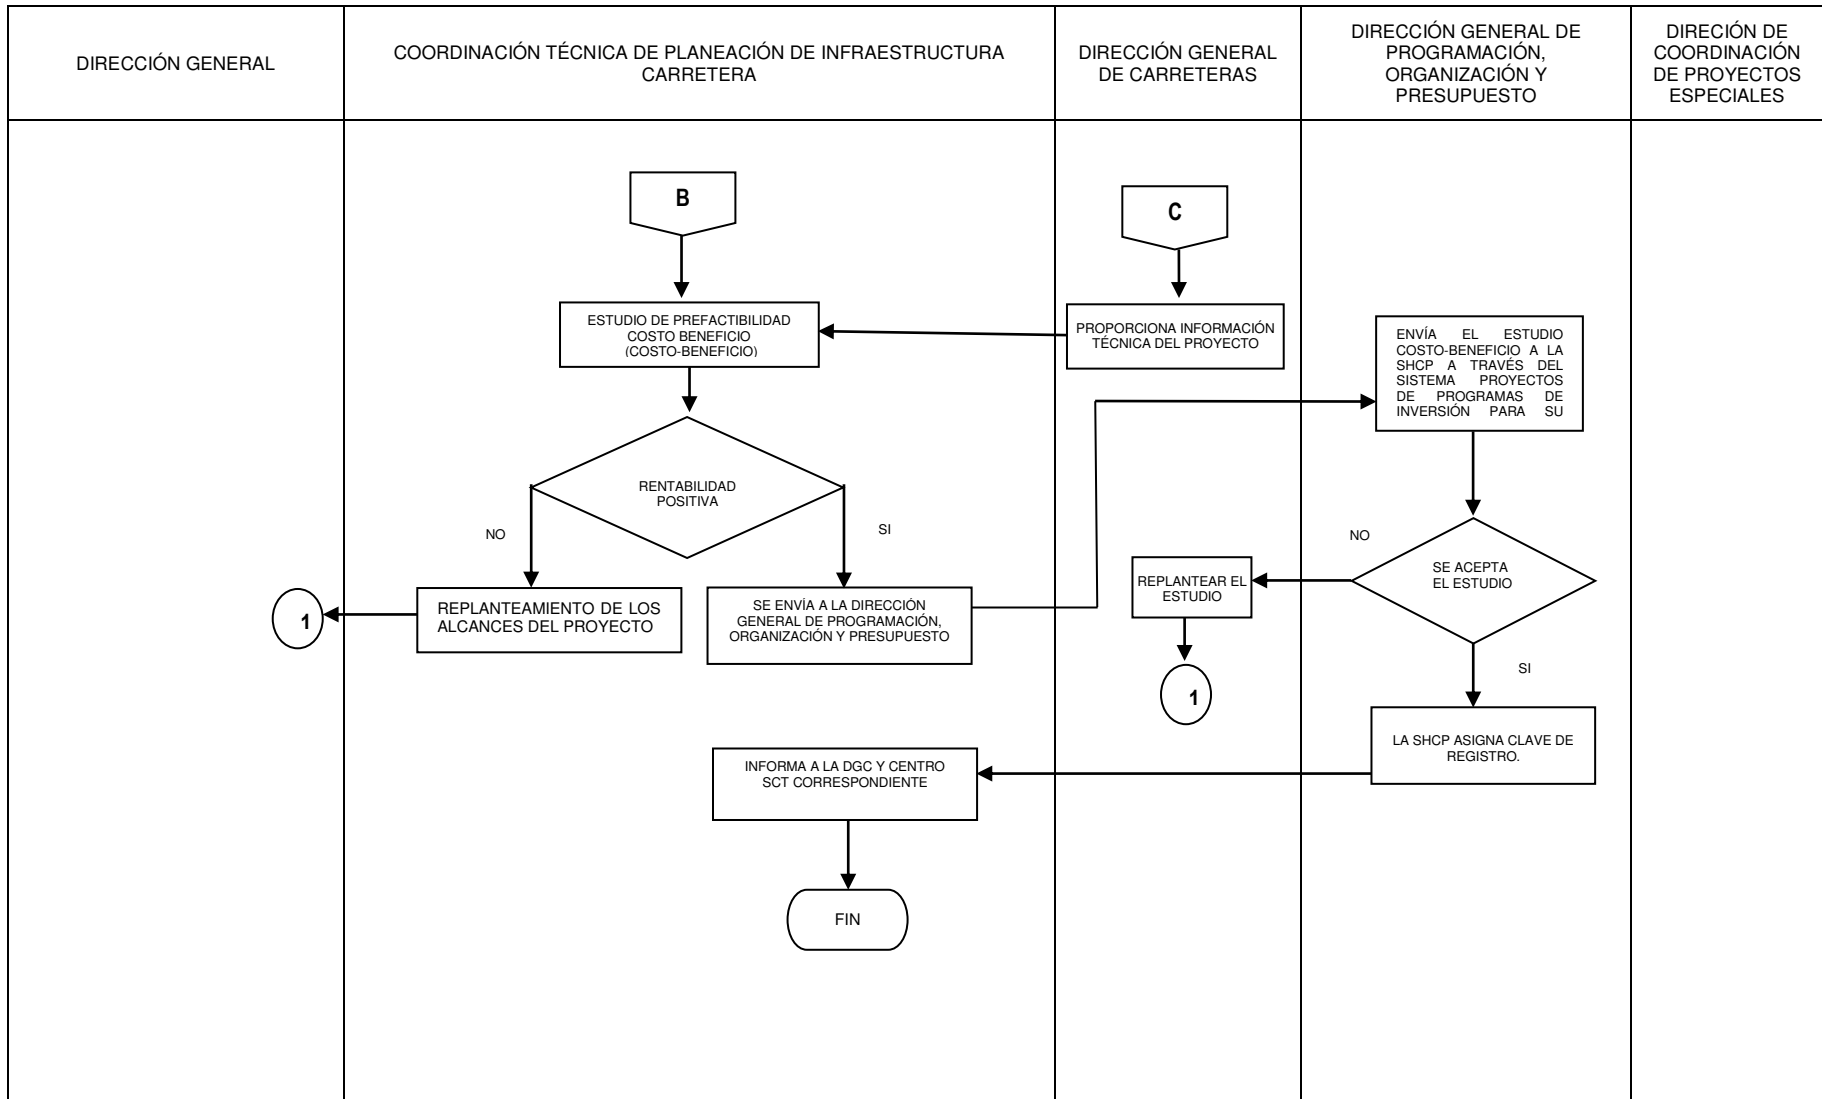 DIRECCIÓN GENERAL
COORDINACIÓN TÉCNICA DE PLANEACIÓN DE INFRAESTRUCTURA
CARRETERA
DIRECCIÓN GENERAL
DE CARRETERAS
DIRECCIÓN GENERAL DE
PROGRAMACIÓN,
ORGANIZACIÓN Y
PRESUPUESTO
DIRECIÓN DE
COORDINACIÓN
DE PROYECTOS
ESPECIALES
B
C
ESTUDIO DE PREFACTIBILIDAD
COSTO BENEFICIO
(COSTO-BENEFICIO)
PROPORCIONA INFORMACIÓN
TÉCNICA DEL PROYECTO
ENVÍA EL ESTUDIO
COSTO-BENEFICIO A LA
SHCP A TRAVÉS DEL
SISTEMA PROYECTOS
DE PROGRAMAS DE
INVERSIÓN PARA SU
RENTABILIDAD
POSITIVA
NO
SI
NO
SE ACEPTA
EL ESTUDIO
REPLANTEAR EL
ESTUDIO
1
REPLANTEAMIENTO DE LOS
ALCANCES DEL PROYECTO
SE ENVÍA A LA DIRECCIÓN
GENERAL DE PROGRAMACIÓN,
ORGANIZACIÓN Y PRESUPUESTO
SI
1
LA SHCP ASIGNA CLAVE DE
REGISTRO.
INFORMA A LA DGC Y CENTRO
SCT CORRESPONDIENTE
FIN